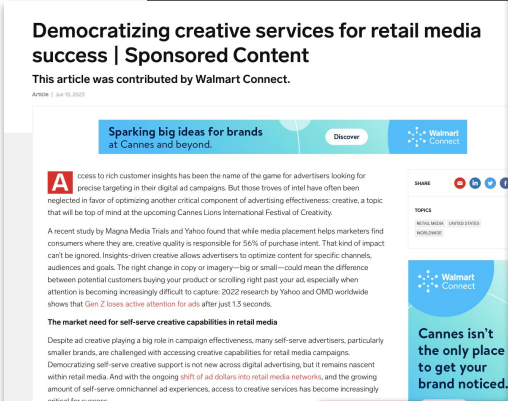 Democratizing creative services for retail media
success | Sponsored Content
This article was contributed by Walmart Connect.
Article | Jun 15, 2023
Sparking big ideas for brands
at Cannes and beyond.
Discover
Walmart
Connect
Access to rich customer insights has been the name of the game for advertisers looking for
precise targeting in their digital ad campaigns. But those troves of intel have often been
neglected in favor of optimizing another critical component of advertising effectiveness: creative, a topic
that will be top of mind at the upcoming Cannes Lions International Festival of Creativity.
A recent study by Magna Media Trials and Yahoo found that while media placement helps marketers find
consumers where they are, creative quality is responsible for 56% of purchase intent. That kind of impact
can't be ignored. Insights-driven creative allows advertisers to optimize content for specific channels,
audiences and goals. The right change in copy or imagery—big or small—could mean the difference
between potential customers buying your product or scrolling right past your ad, especially when
attention is becoming increasingly difficult to capture: 2022 research by Yahoo and OMD worldwide
shows that Gen Z loses active attention for ads after just 1.3 seconds.
The market need for self-serve creative capabilities in retail media
Despite ad creative playing a big role in campaign effectiveness, many self-serve advertisers, particularly
smaller brands, are challenged with accessing creative capabilities for retail media campaigns.
Democratizing self-serve creative support is not new across digital advertising, but it remains nascent
within retail media. And with the ongoing shift of ad dollars into retail media networks, and the growing
amount of self-serve omnichannel ad experiences, access to creative services has become increasingly
critical for success.
SHARE
TOPICS
RETAIL MEDIA
UNITED STATES
WORLDWIDE
Walmart
Connect
Cannes isn't
the only place
to get your
brand noticed.